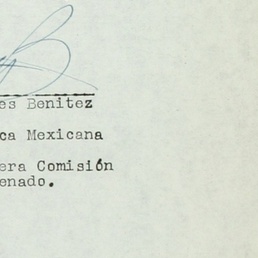 es Benitez
ca Mexicana
era Comisión
enado.